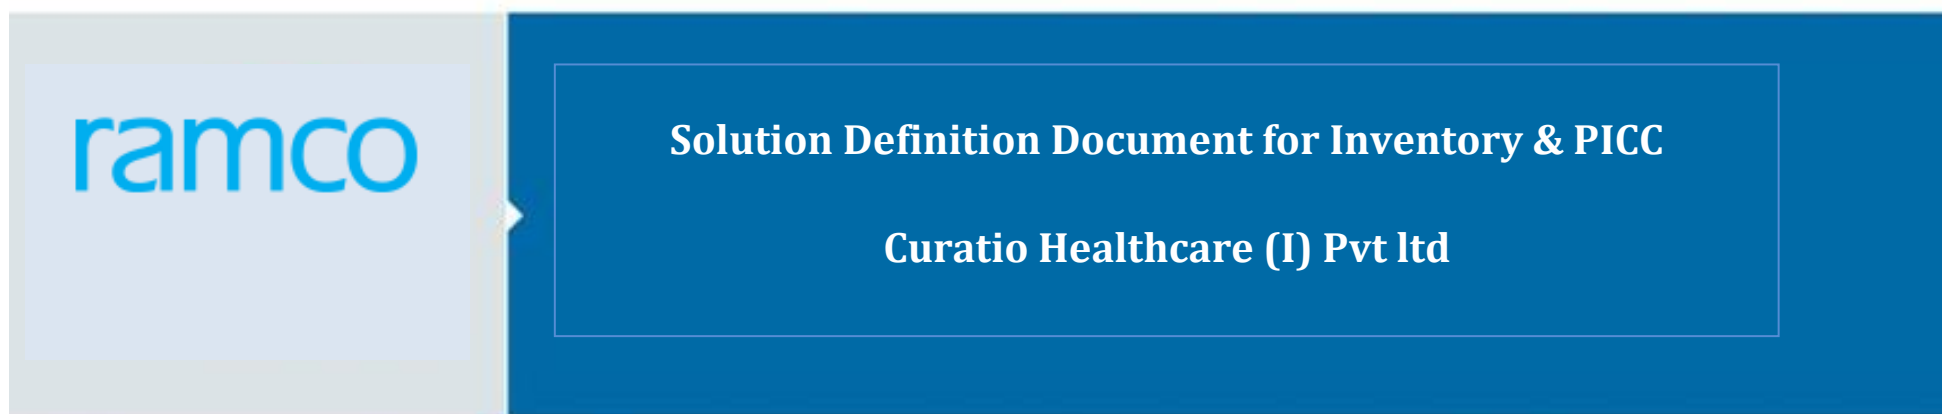 ramco
Solution Definition Document for Inventory & PICC
Curatio Healthcare (I) Pvt ltd